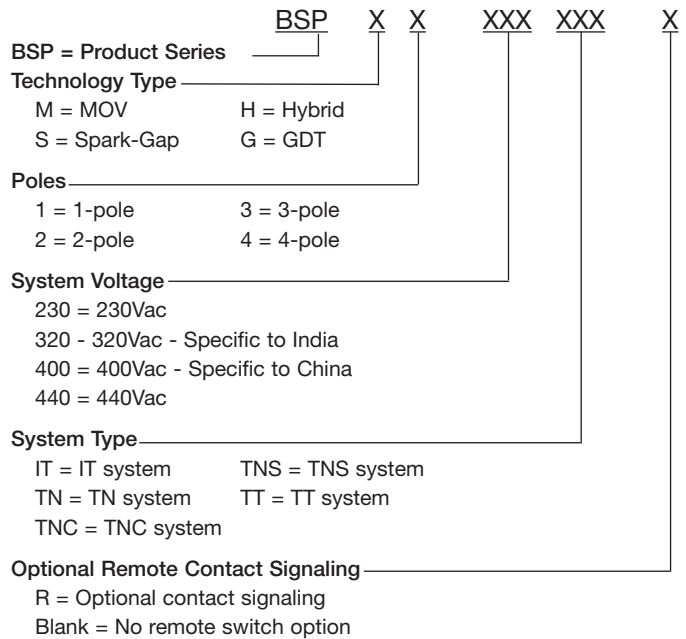 BSP X X XXX XXX X
BSP = Product Series
Technology Type
M = MOV H = Hybrid
S = Spark-Gap G = GDT
Poles
1 = 1-pole 3 = 3-pole
2 = 2-pole 4 = 4-pole
System Voltage
230 = 230Vac
320 - 320Vac - Specific to India
400 = 400Vac - Specific to China
440 = 440Vac
System Type
IT = IT system TNS = TNS system
TN = TN system TT = TT system
TNC = TNC system
Optional Remote Contact Signaling
R = Optional contact signaling
Blank = No remote switch option